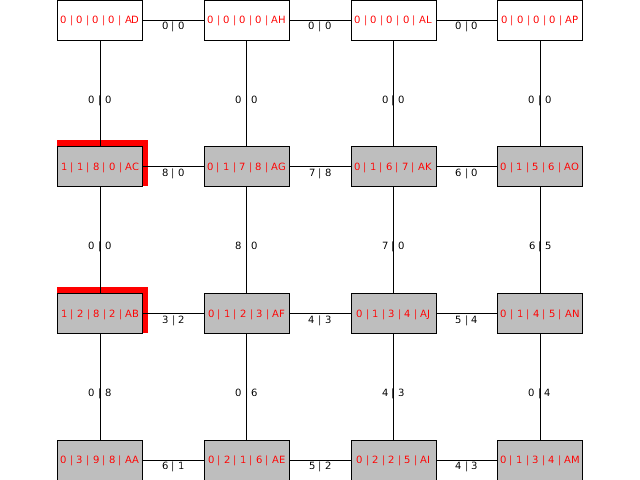 0 | 0 | 0 | 0 | AD 0 | 0 0 | 0 | 0 | 0 | AH 0 | 0 0 | 0 | 0 | 0 | AL 0 | 0 0 | 0 | 0 | 0 | AP
0 | 0 0 | 0 0 | 0 0 | 0
1 | 1 | 8 | 0 | AC 8 | 0 0 | 1 | 7 | 8 | AG 7 | 8 0 | 1 | 6 | 7 | AK 6 | 0 0 | 1 | 5 | 6 | AO
0 | 0 8 | 0 7 | 0 6 | 5
1 | 2 | 8 | 2 | AB 3 | 2 0 | 1 | 2 | 3 | AF 4 | 3 0 | 1 | 3 | 4 | AJ 5 | 4 0 | 1 | 4 | 5 | AN
0 | 8 0 | 6 4 | 3 0 | 4
0 | 3 | 9 | 8 | AA 6 | 1 0 | 2 | 1 | 6 | AE 5 | 2 0 | 2 | 2 | 5 | AI 4 | 3 0 | 1 | 3 | 4 | AM